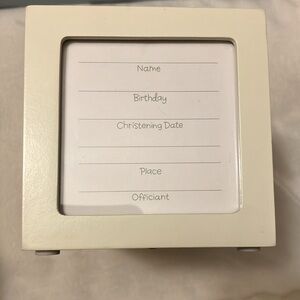 Name
Birthday
Christening Date
Place
Officiant